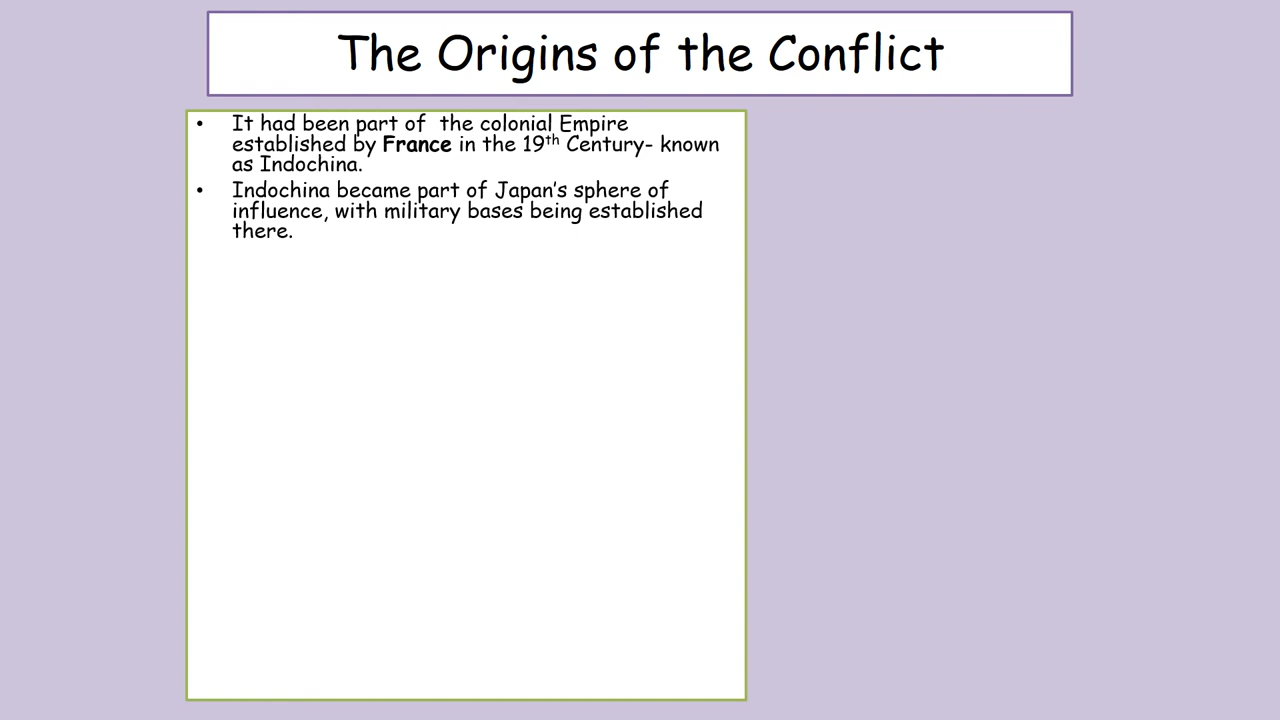 The Origins of the Conflict
• It had been part of  the colonial Empire
established by France in the 19th Century- known
as Indochina.
• Indochina became part of Japan’s sphere of
influence, with military bases being established
there.